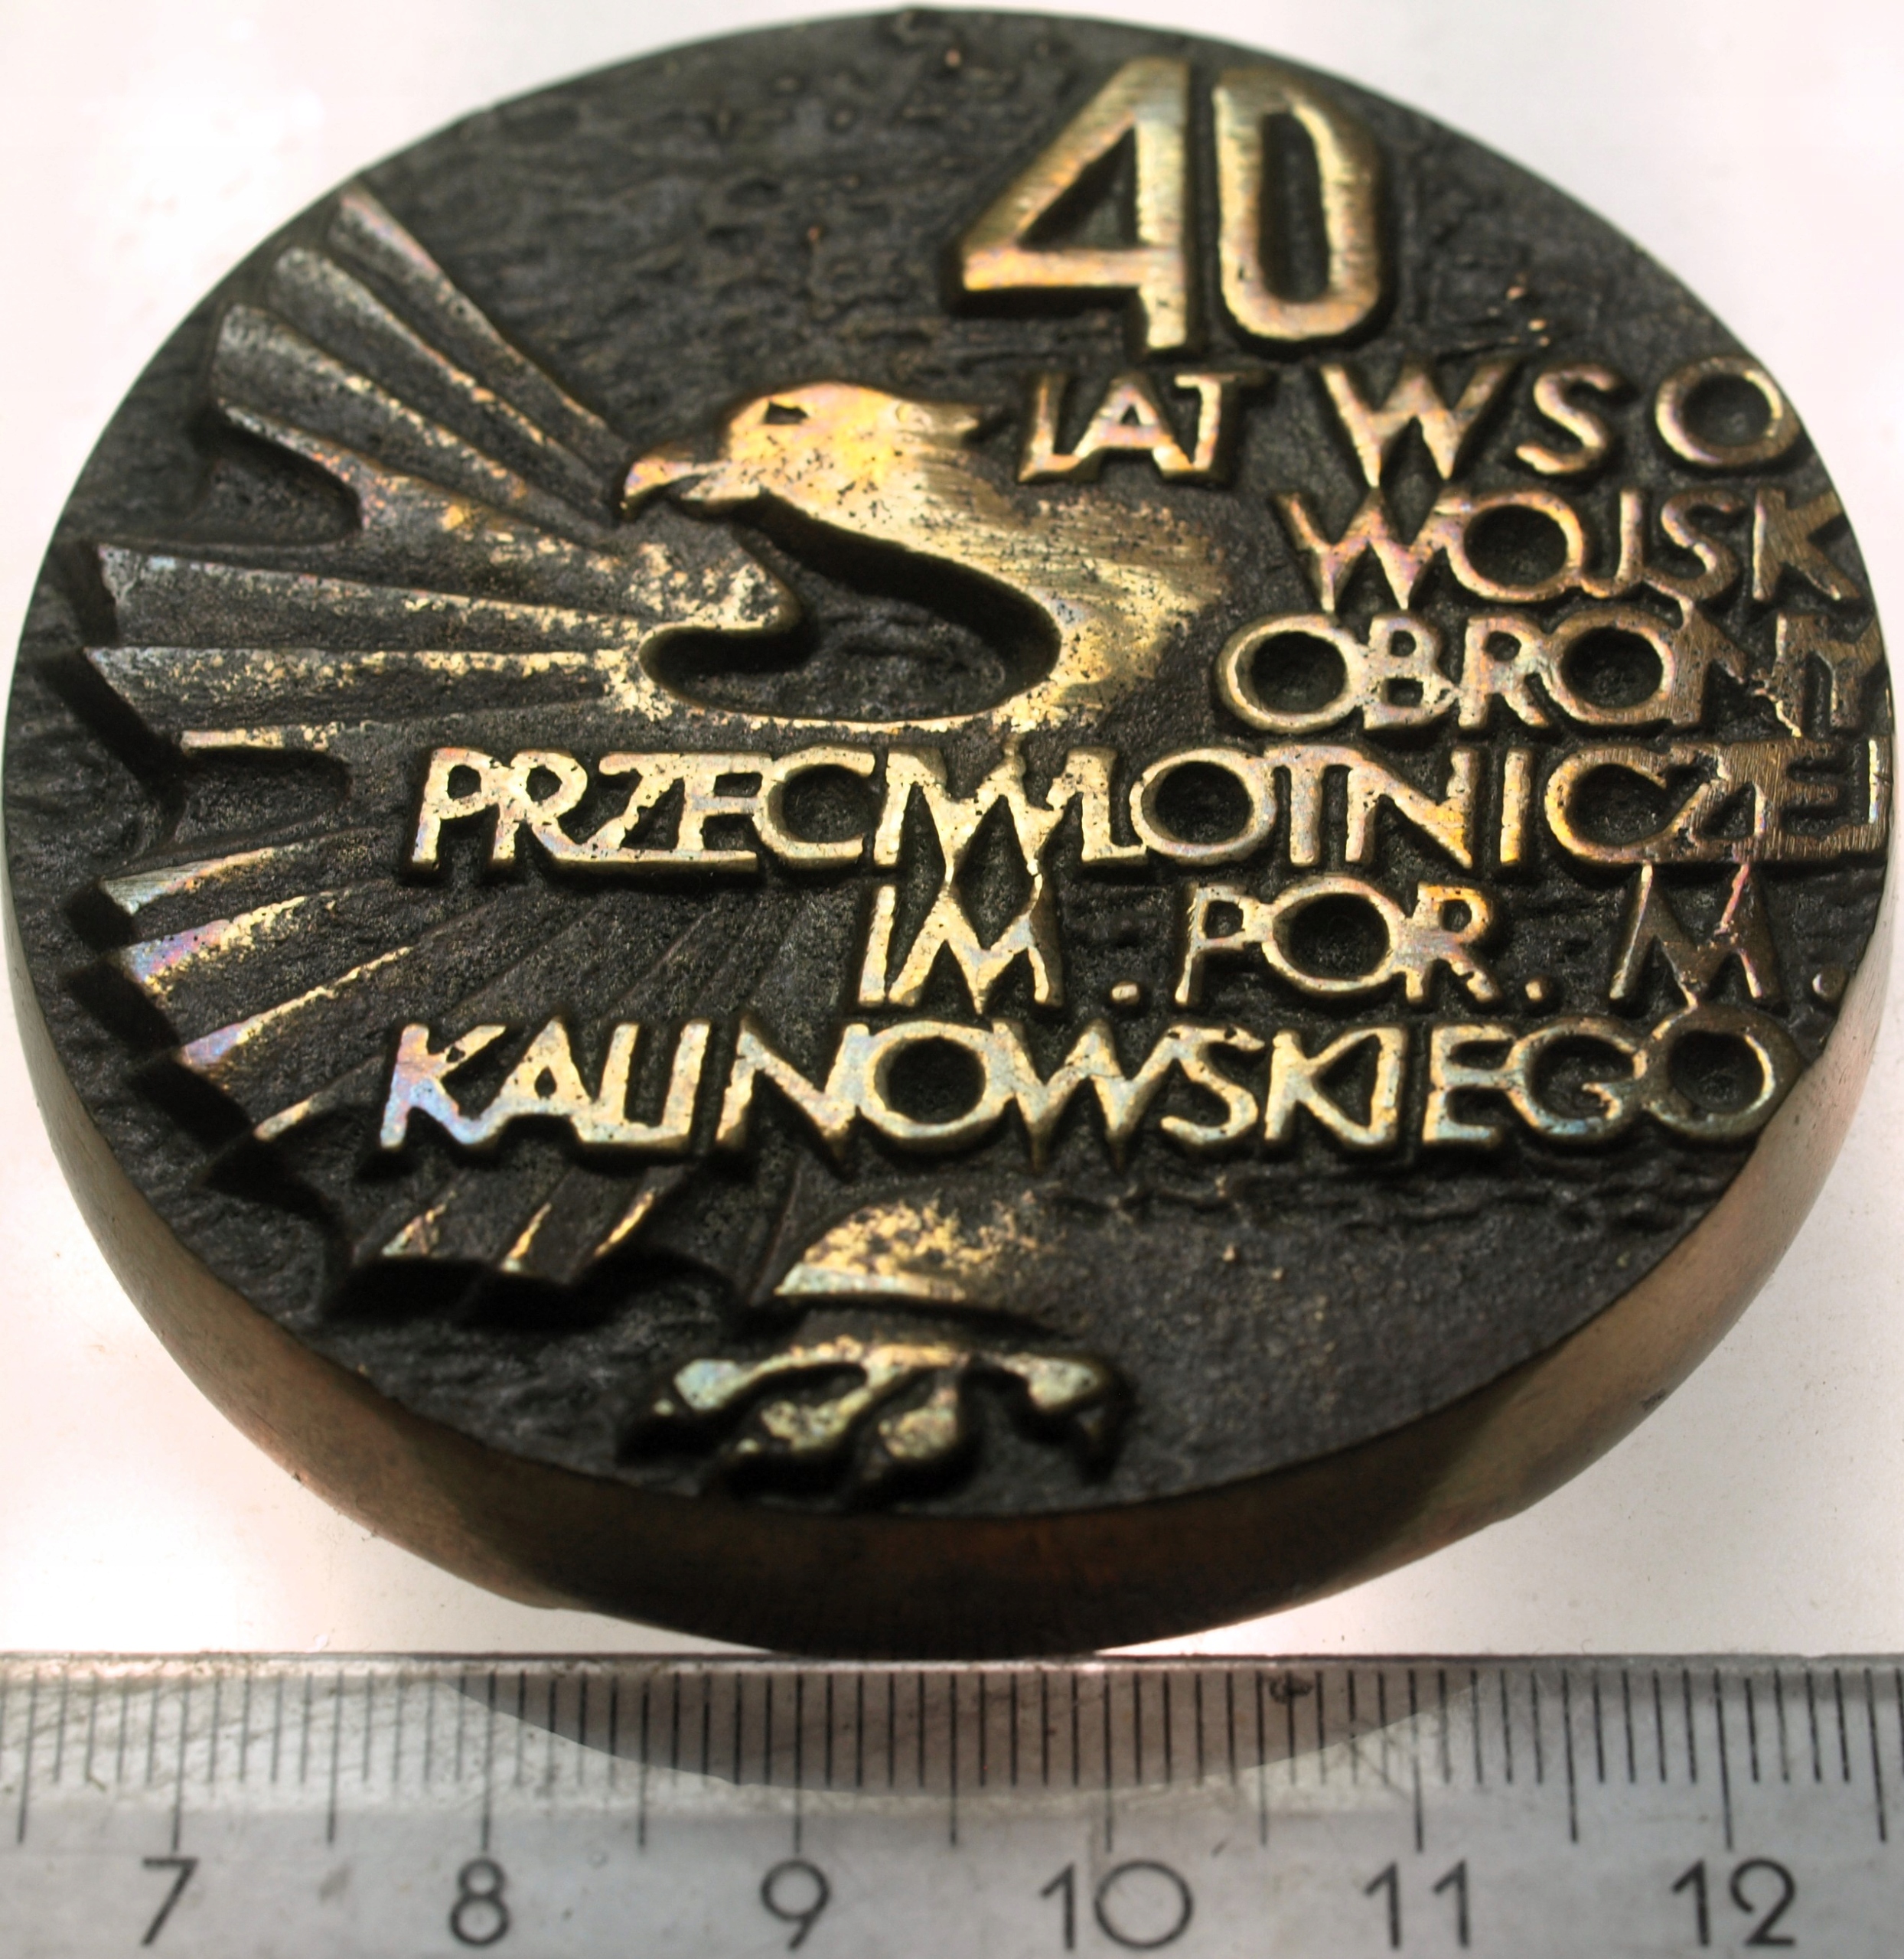 40
LAT WSO
WOJSK
OBRONY
PRZECIWLOTNICZEJ
IM. POR. M.
KALINOWSKIEGO
7 8 9 10 11 12